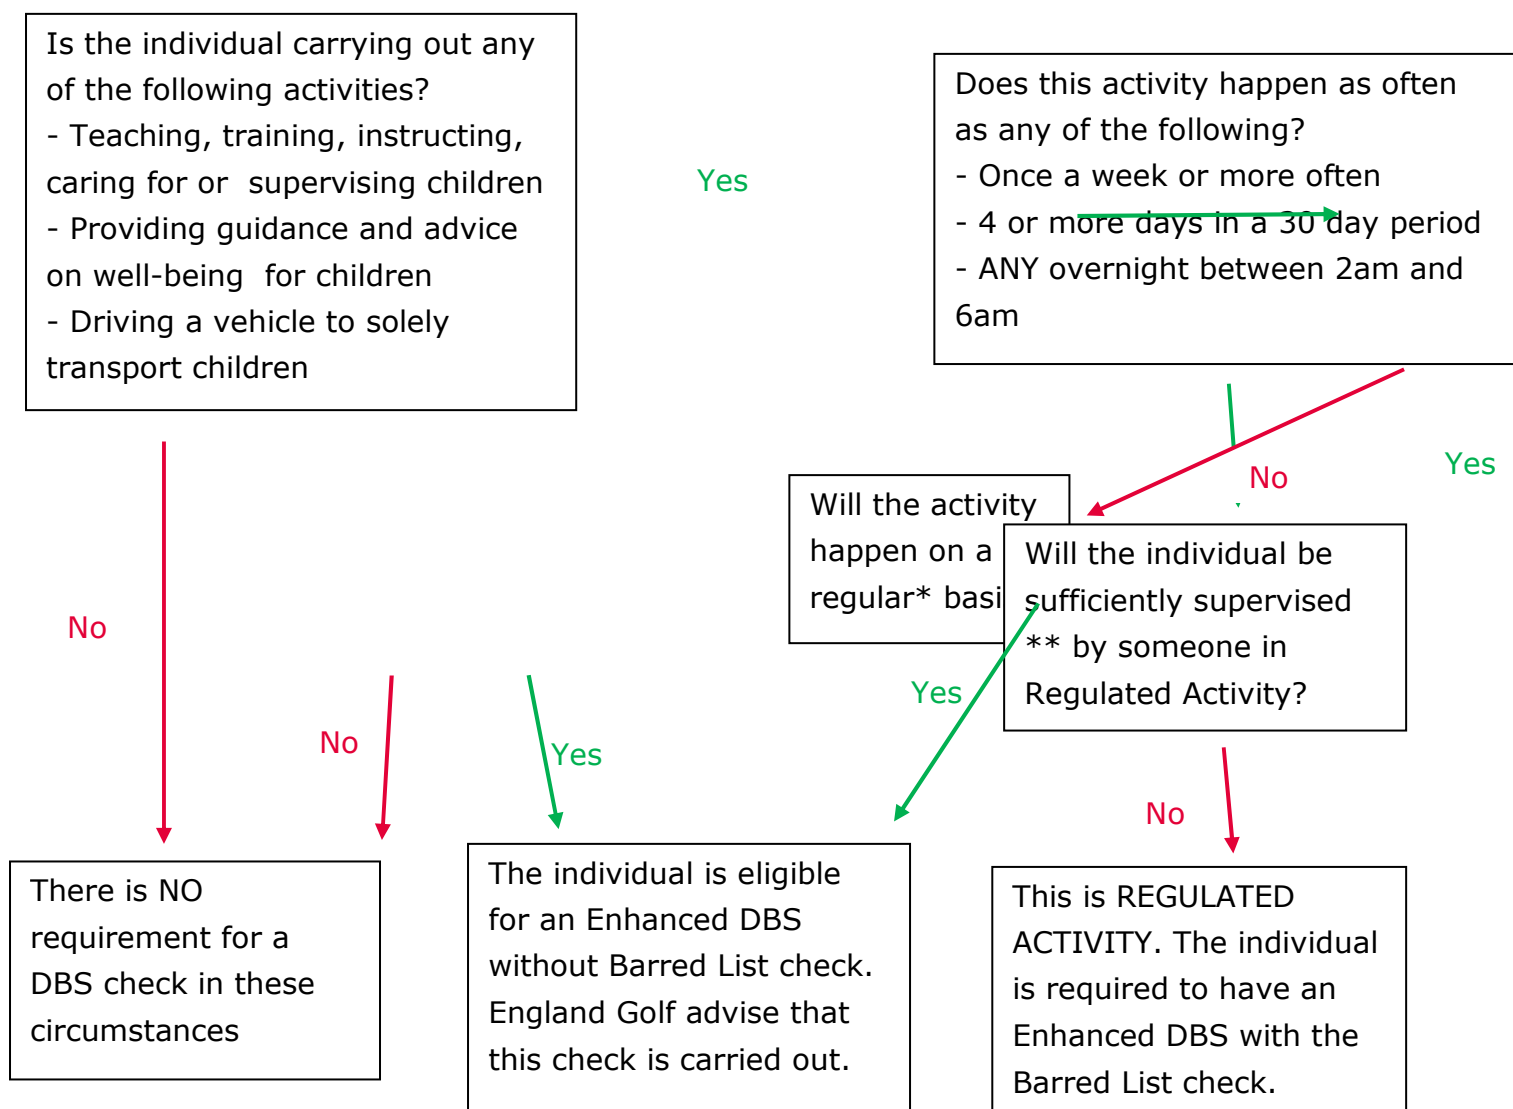 Is the individual carrying out any
of the following activities?
- Teaching, training, instructing,
caring for or supervising children
- Providing guidance and advice
on well-being for children
- Driving a vehicle to solely
transport children
Yes
Does this activity happen as often
as any of the following?
- Once a week or more often
- 4 or more days in a 30 day period
- ANY overnight between 2am and
6am
No
Yes
Will the activity
happen on a
regular* basi
Will the individual be
sufficiently supervised
** by someone in
Regulated Activity?
No
Yes
No
Yes
No
There is NO
requirement for a
DBS check in these
circumstances
The individual is eligible
for an Enhanced DBS
without Barred List check.
England Golf advise that
this check is carried out.
This is REGULATED
ACTIVITY. The individual
is required to have an
Enhanced DBS with the
Barred List check.